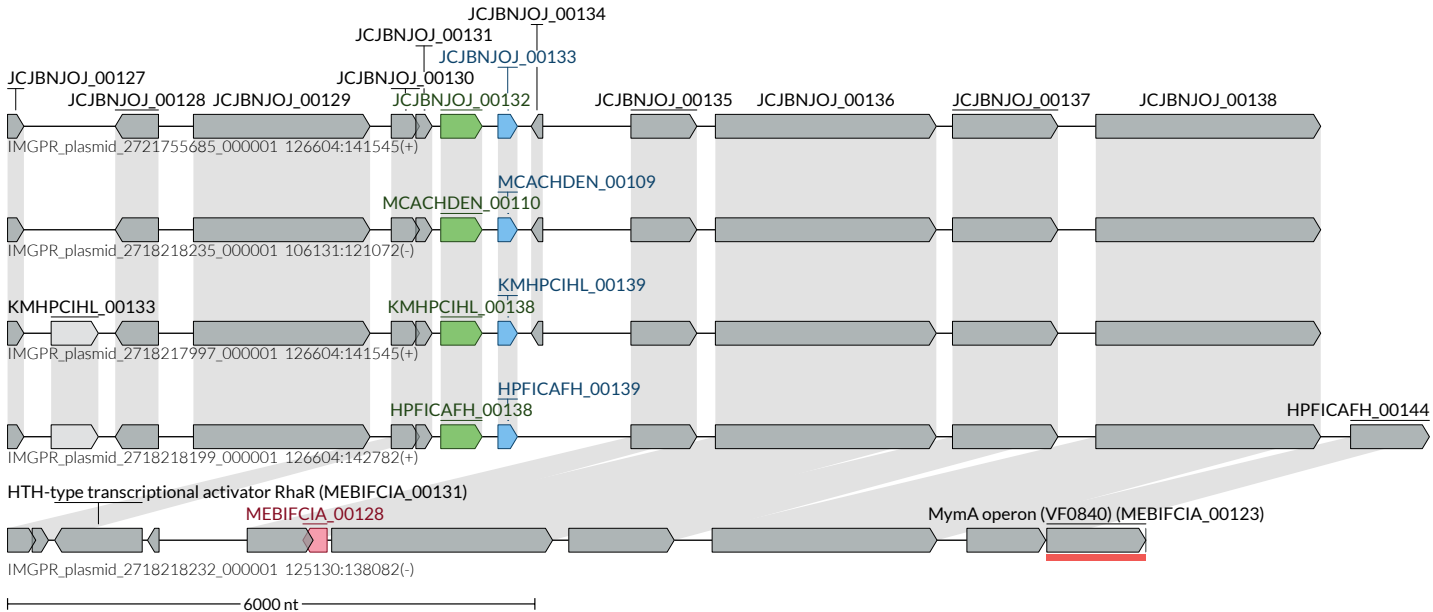 JCJBNJOJ_00134
JCJBNJOJ_00131
JCJBNJOJ_00133
JCJBNJOJ_00127 JCJBNJOJ_00130
JCJBNJOJ_00128 JCJBNJOJ_00129 JCJBNJOJ_00132 JCJBNJOJ_00135 JCJBNJOJ_00136 JCJBNJOJ_00137 JCJBNJOJ_00138
IMGPR_plasmid_2721755685_000001 126604:141545(+)
MCACHDEN_00109
MCACHDEN_00110
IMGPR_plasmid_2718218235_000001 106131:121072(-)
KMHPCIHL_00139
KMHPCIHL_00133 KMHPCIHL_00138
IMGPR_plasmid_2718217997_000001 126604:141545(+)
HPFICAFH_00139
HPFICAFH_00138 HPFICAFH_00144
IMGPR_plasmid_2718218199_000001 126604:142782(+)
HTH-type transcriptional activator RhaR (MEBIFCIA_00131)
MEBIFCIA_00128 MymA operon (VF0840) (MEBIFCIA_00123)
IMGPR_plasmid_2718218232_000001 125130:138082(-)
6000 nt